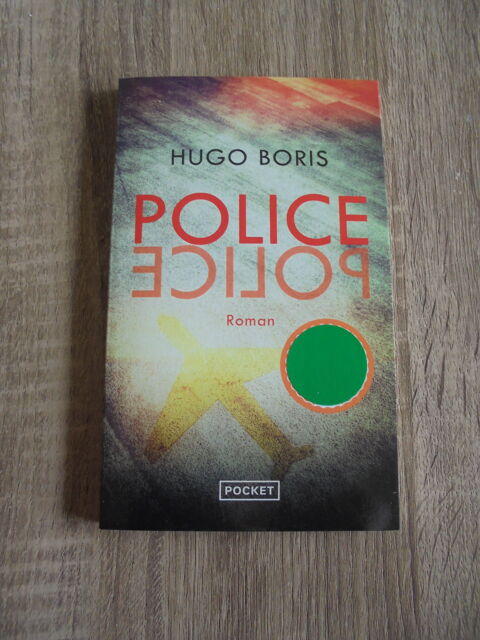 HUGO BORIS
POLICE
POLICE
Roman
POCKET